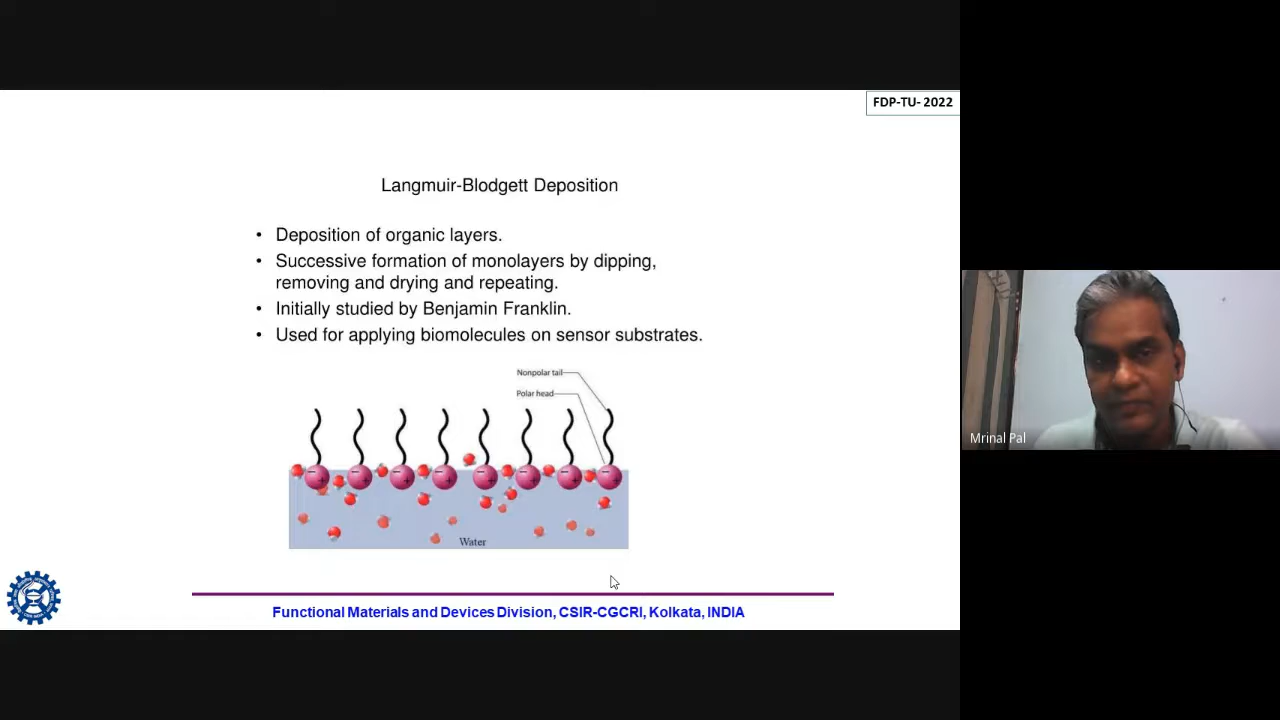 FDP-TU- 2022
Langmuir-Blodgett Deposition
• Deposition of organic layers.
• Successive formation of monolayers by dipping,
removing and drying and repeating.
• Initially studied by Benjamin Franklin.
• Used for applying biomolecules on sensor substrates.
Nonpolar tail
Polar head
Water
Mrinal Pal
Functional Materials and Devices Division, CSIR-CGCRI, Kolkata, INDIA